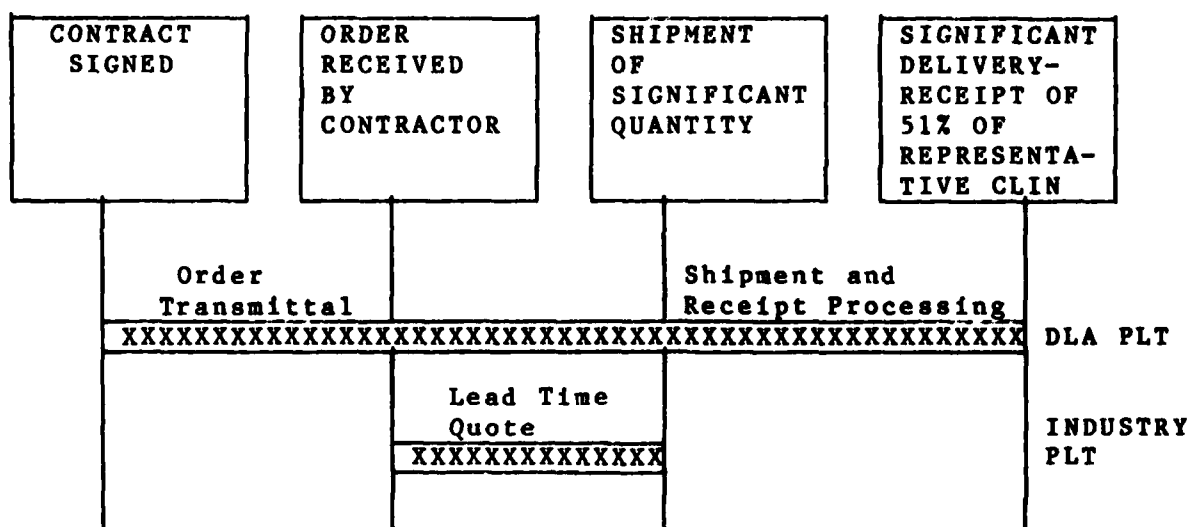 CONTRACT
SIGNED
ORDER
RECEIVED
BY
CONTRACTOR
SHIPMENT
OF
SIGNIFICANT
QUANTITY
SIGNIFICANT
DELIVERY-
RECEIPT OF
51% OF
REPRESENTA-
TIVE CLIN
Order
Transmittal
Shipment and
Receipt Processing
XXXXXXXXXXXXXXXXXXXXXXXXXXXXXXXXXXXXXXXXXXXXXXXXXX DLA PLT
Lead Time
Quote
XXXXXXXXXXXXXX
INDUSTRY
PLT